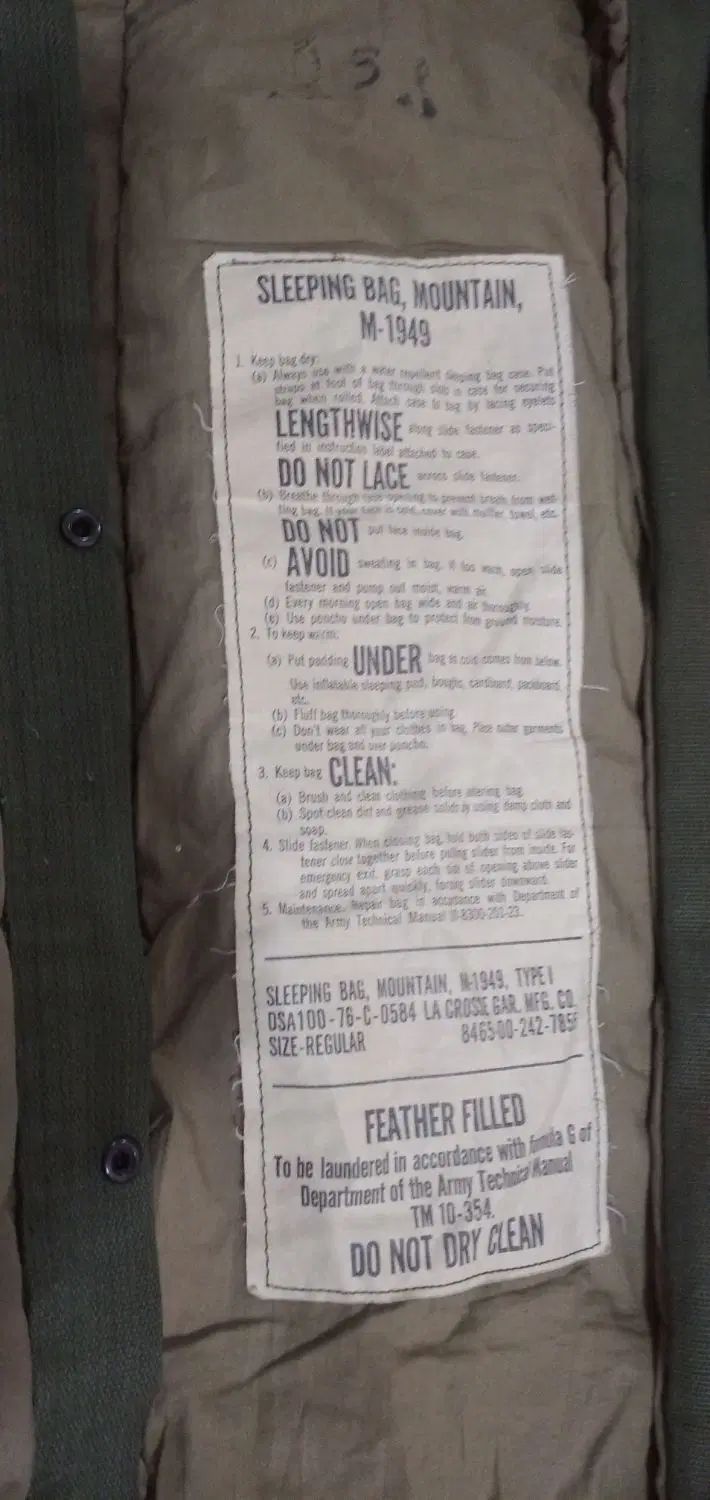 SLEEPING BAG, MOUNTAIN,
M-1949
1. Keep bag dry:
(a) Always use with a water repellent sleeping bag case. Put
straps at foot of bag through slots in case for securing
bag when rolled. Attach case to bag by lacing eyelets
LENGTHWISE along slide fastener as speci-
fied in instruction label attached to case.
DO NOT LACE across slide fastener.
(b) Breathe through case opening to prevent breath from wet-
ting bag. If your face is cold, cover with muffler, towel, etc.
DO NOT put face inside bag.
(c) AVOID sweating in bag. If too warm, open slide
fastener and pump out moist, warm air.
(d) Every morning open bag wide and air thoroughly.
(e) Use poncho under bag to protect from ground moisture.
2. To keep warm:
(a) Put padding UNDER bag as cold comes from below.
Use inflatable sleeping pad, boughs, cardboard, packboard,
etc.
(b) Fluff bag thoroughly before using.
(c) Don't wear all your clothes in bag. Place outer garments
under bag and over poncho.
3. Keep bag CLEAN:
(a) Brush and clean clothing before entering bag.
(b) Spot-clean dirt and grease solids by using damp cloth and
soap.
4. Slide fastener. When closing bag, hold both sides of slide fas-
tener close together before pulling slider from inside. For
emergency exit, grasp each side of opening above slider
and spread apart quickly, forcing slider downward.
5. Maintenance. Repair bag in accordance with Department of
the Army Technical Manual
SLEEPING BAG, MOUNTAIN, M-1949, TYPE I
DSA100-76-C-0584 LA CROSSE GAR. MFG. CO.
SIZE-REGULAR
FEATHER FILLED
To be laundered in accordance with formula G of
Department of the Army Technical Manual
TM 10-354.
DO NOT DRY CLEAN